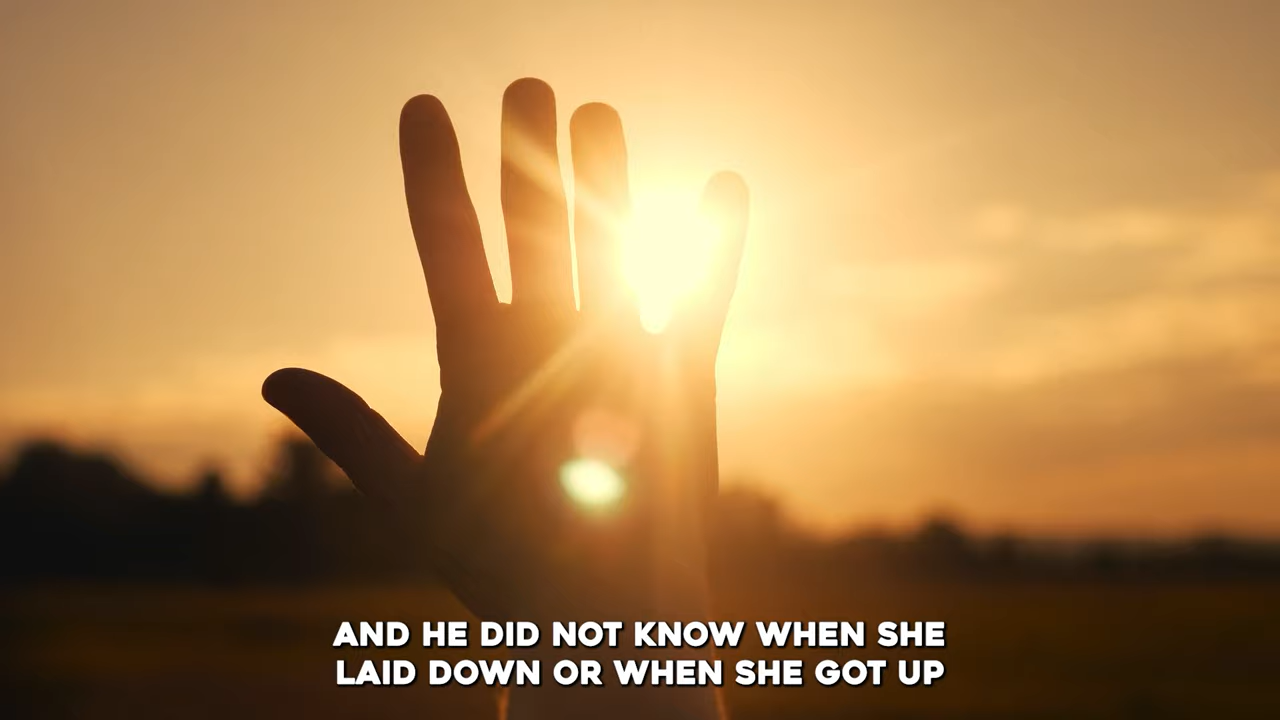 AND HE DID NOT KNOW WHEN SHE
LAID DOWN OR WHEN SHE GOT UP